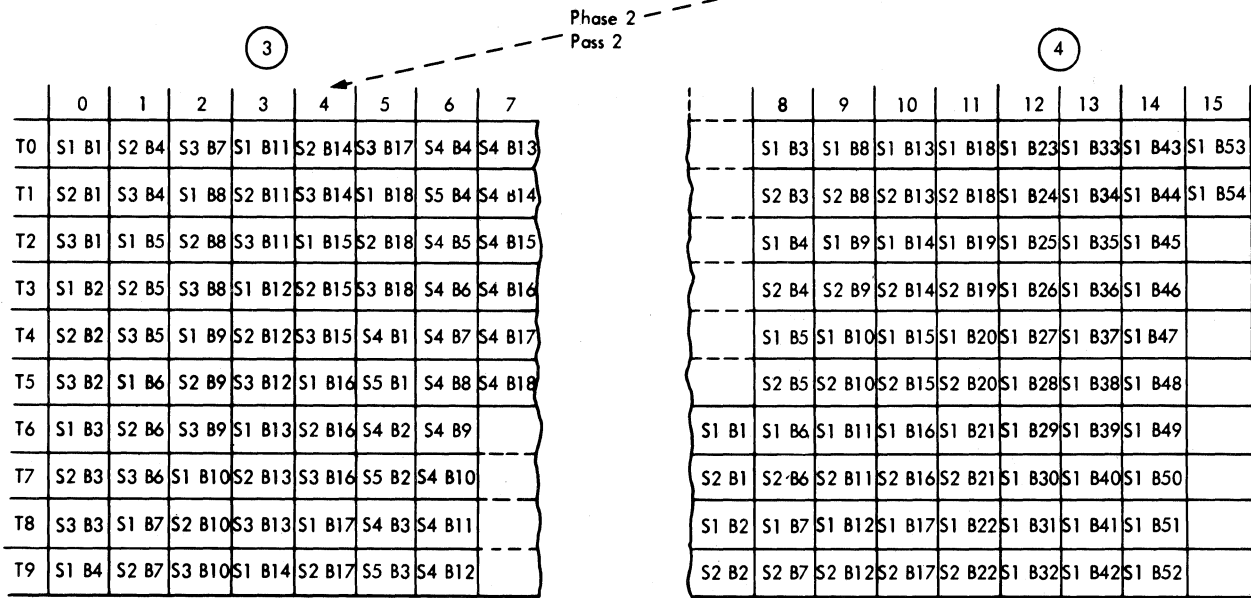 Phase 2
Pass 2
3
4
0 1 2 3 4 5 6 7
8 9 10 11 12 13 14 15
T0 S1 B1 S2 B4 S3 B7 S1 B11 S2 B14 S3 B17 S4 B4 S4 B13
S1 B3 S1 B8 S1 B13 S1 B18 S1 B23 S1 B33 S1 B43 S1 B53
T1 S2 B1 S3 B4 S1 B8 S2 B11 S3 B14 S1 B18 S5 B4 S4 B14
S2 B3 S2 B8 S2 B13 S2 B18 S1 B24 S1 B34 S1 B44 S1 B54
T2 S3 B1 S1 B5 S2 B8 S3 B11 S1 B15 S2 B18 S4 B5 S4 B15
S1 B4 S1 B9 S1 B14 S1 B19 S1 B25 S1 B35 S1 B45
T3 S1 B2 S2 B5 S3 B8 S1 B12 S2 B15 S3 B18 S4 B6 S4 B16
S2 B4 S2 B9 S2 B14 S2 B19 S1 B26 S1 B36 S1 B46
T4 S2 B2 S3 B5 S1 B9 S2 B12 S3 B15 S4 B1 S4 B7 S4 B17
S1 B5 S1 B10 S1 B15 S1 B20 S1 B27 S1 B37 S1 B47
T5 S3 B2 S1 B6 S2 B9 S3 B12 S1 B16 S5 B1 S4 B8 S4 B18
S2 B5 S2 B10 S2 B15 S2 B20 S1 B28 S1 B38 S1 B48
T6 S1 B3 S2 B6 S3 B9 S1 B13 S2 B16 S4 B2 S4 B9
S1 B1 S1 B6 S1 B11 S1 B16 S1 B21 S1 B29 S1 B39 S1 B49
T7 S2 B3 S3 B6 S1 B10 S2 B13 S3 B16 S5 B2 S4 B10
S2 B1 S2 B6 S2 B11 S2 B16 S2 B21 S1 B30 S1 B40 S1 B50
T8 S3 B3 S1 B7 S2 B10 S3 B13 S1 B17 S4 B3 S4 B11
S1 B2 S1 B7 S1 B12 S1 B17 S1 B22 S1 B31 S1 B41 S1 B51
T9 S1 B4 S2 B7 S3 B10 S1 B14 S2 B17 S5 B3 S4 B12
S2 B2 S2 B7 S2 B12 S2 B17 S2 B22 S1 B32 S1 B42 S1 B52